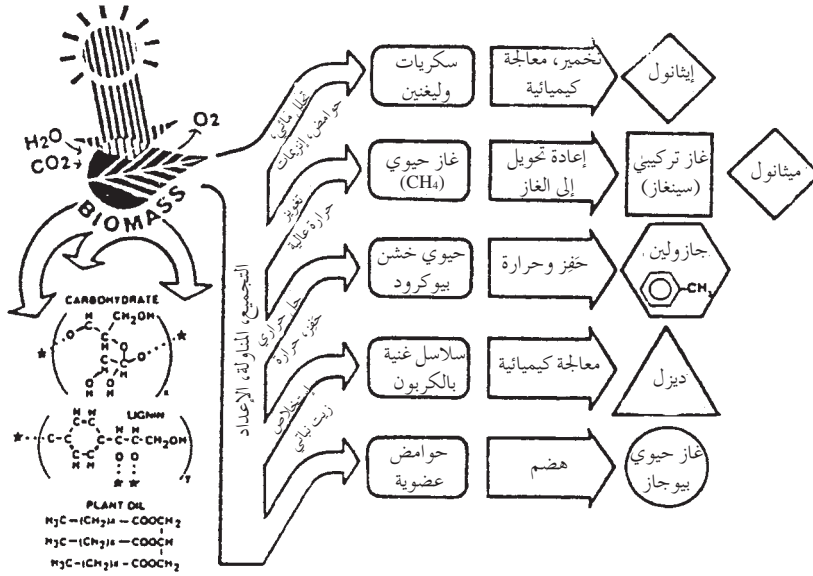 O2
H2O
CO2
BIOMASS
سكريات
وليغنين
تخمير، معالجة
كيميائية
إيثانول
تحلل مائي،
حوامض، إنزيمات
غاز حيوي
(CH4)
إعادة تحويل
إلى الغاز
غاز تركيبي
(سينغاز)
ميثانول
تغويز
حرارة عالية
حيوي خشن
بيوكرود
حَفِز وحرارة
جازولين
CH3
حل حراري
حَفِز، حرارة
سلاسل غنية
بالكربون
معالجة كيميائية
ديزل
إستخلاص
زيت نباتي
حوامض
عضوية
هضم
غاز حيوي
بيوجاز
التجميع، المناولة، الإعداد
CARBOHYDRATE
CH2OH
LIGNIN
CH2OH
PLANT OIL